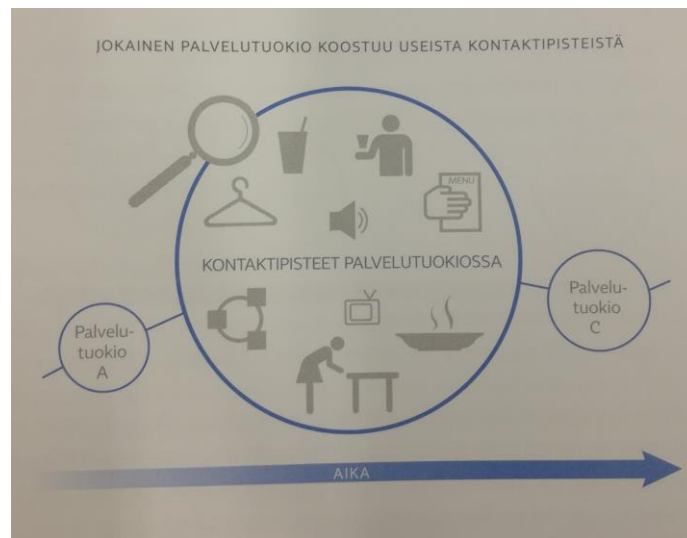 JOKAINEN PALVELUTUOKIO KOOSTUU USEISTA KONTAKTIPISTEISTÄ
MENU
KONTAKTIPISTEET PALVELUTUOKIOSSA
Palvelu-
tuokio
A
Palvelu-
tuokio
C
AIKA